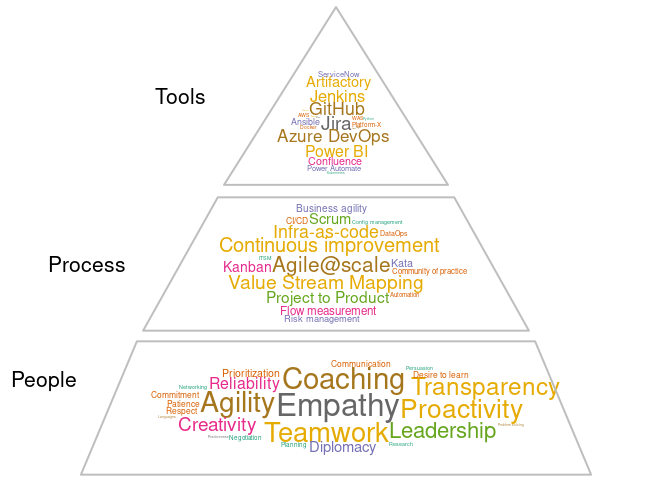 ServiceNow
Artifactory
Jenkins
Tools
GitHub
AWS
WAS Python
Ansible Jira Platform-X
Docker
Azure DevOps
Power BI
Confluence
Power Automate
Kubernetes
Business agility
CI/CD Scrum Config management
Infra-as-code DataOps
Continuous improvement
ITSM
Process
Kanban Agile@scale Kata
Community of practice
Value Stream Mapping
Project to Product Automation
Flow measurement
Risk management
Communication
Persuasion
People
Prioritization Coaching Desire to learn
Networking Reliability Transparency
Commitment
Patience Agility Empathy Proactivity
Respect
Languages
Creativity Problem Solving
Teamwork Leadership
Negotiation
Planning Diplomacy Research